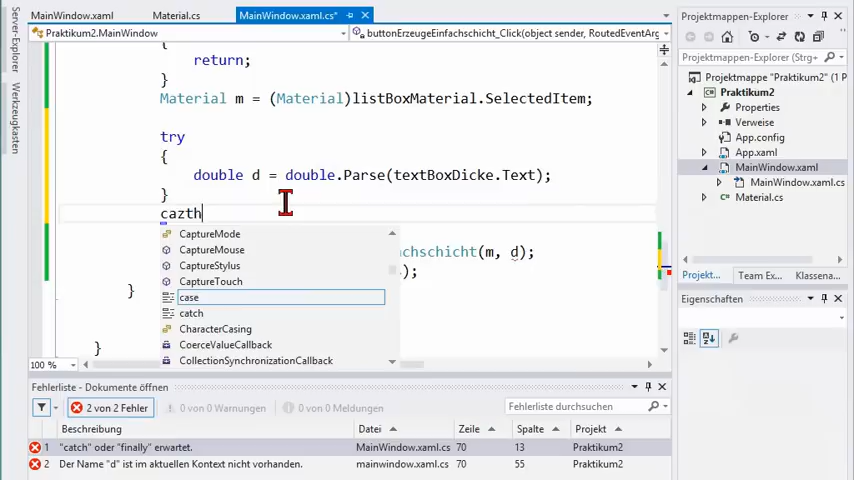 MainWindow.xaml
Material.cs
MainWindow.xaml.cs*
Praktikum2.MainWindow
buttonErzeugeEinfachschicht_Click(object sender, RoutedEventArg
{
return;
}
Material m = (Material)listBoxMaterial.SelectedItem;
try
{
double d = double.Parse(textBoxDicke.Text);
}
cazth
achschicht(m, d);
);
}
}
CaptureMode
CaptureMouse
CaptureStylus
CaptureTouch
case
catch
CharacterCasing
CoerceValueCallback
CollectionSynchronizationCallback
100 %
Server-Explorer
Werkzeugkasten
Fehlerliste - Dokumente öffnen
2 von 2 Fehler
0 von 0 Warnungen
0 von 0 Meldungen
Fehlerliste durchsuchen
Beschreibung
Datei
Zeile
Spalte
Projekt
1 "catch" oder "finally" erwartet. MainWindow.xaml.cs 70 13 Praktikum2
2 Der Name "d" ist im aktuellen Kontext nicht vorhanden. mainwindow.xaml.cs 70 55 Praktikum2
Projektmappen-Explorer
Projektmappen-Explorer (Strg+
Projektmappe "Praktikum2" (1 P
Praktikum2
Properties
Verweise
App.config
App.xaml
MainWindow.xaml
MainWindow.xaml.cs
Material.cs
Projekt...
Team Ex...
Klassena...
Eigenschaften